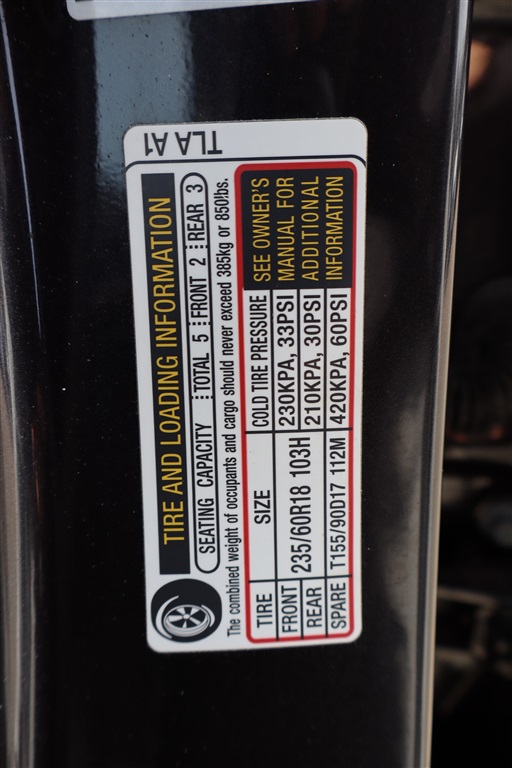 TIRE AND LOADING INFORMATION TLA A1
SEATING CAPACITY TOTAL 5 FRONT 2 REAR 3
The combined weight of occupants and cargo should never exceed 385kg or 850lbs.
TIRE SIZE COLD TIRE PRESSURE SEE OWNER'S
FRONT 235/60R18 103H 230KPA, 33PSI MANUAL FOR
REAR 210KPA, 30PSI ADDITIONAL
SPARE T155/90D17 112M 420KPA, 60PSI INFORMATION